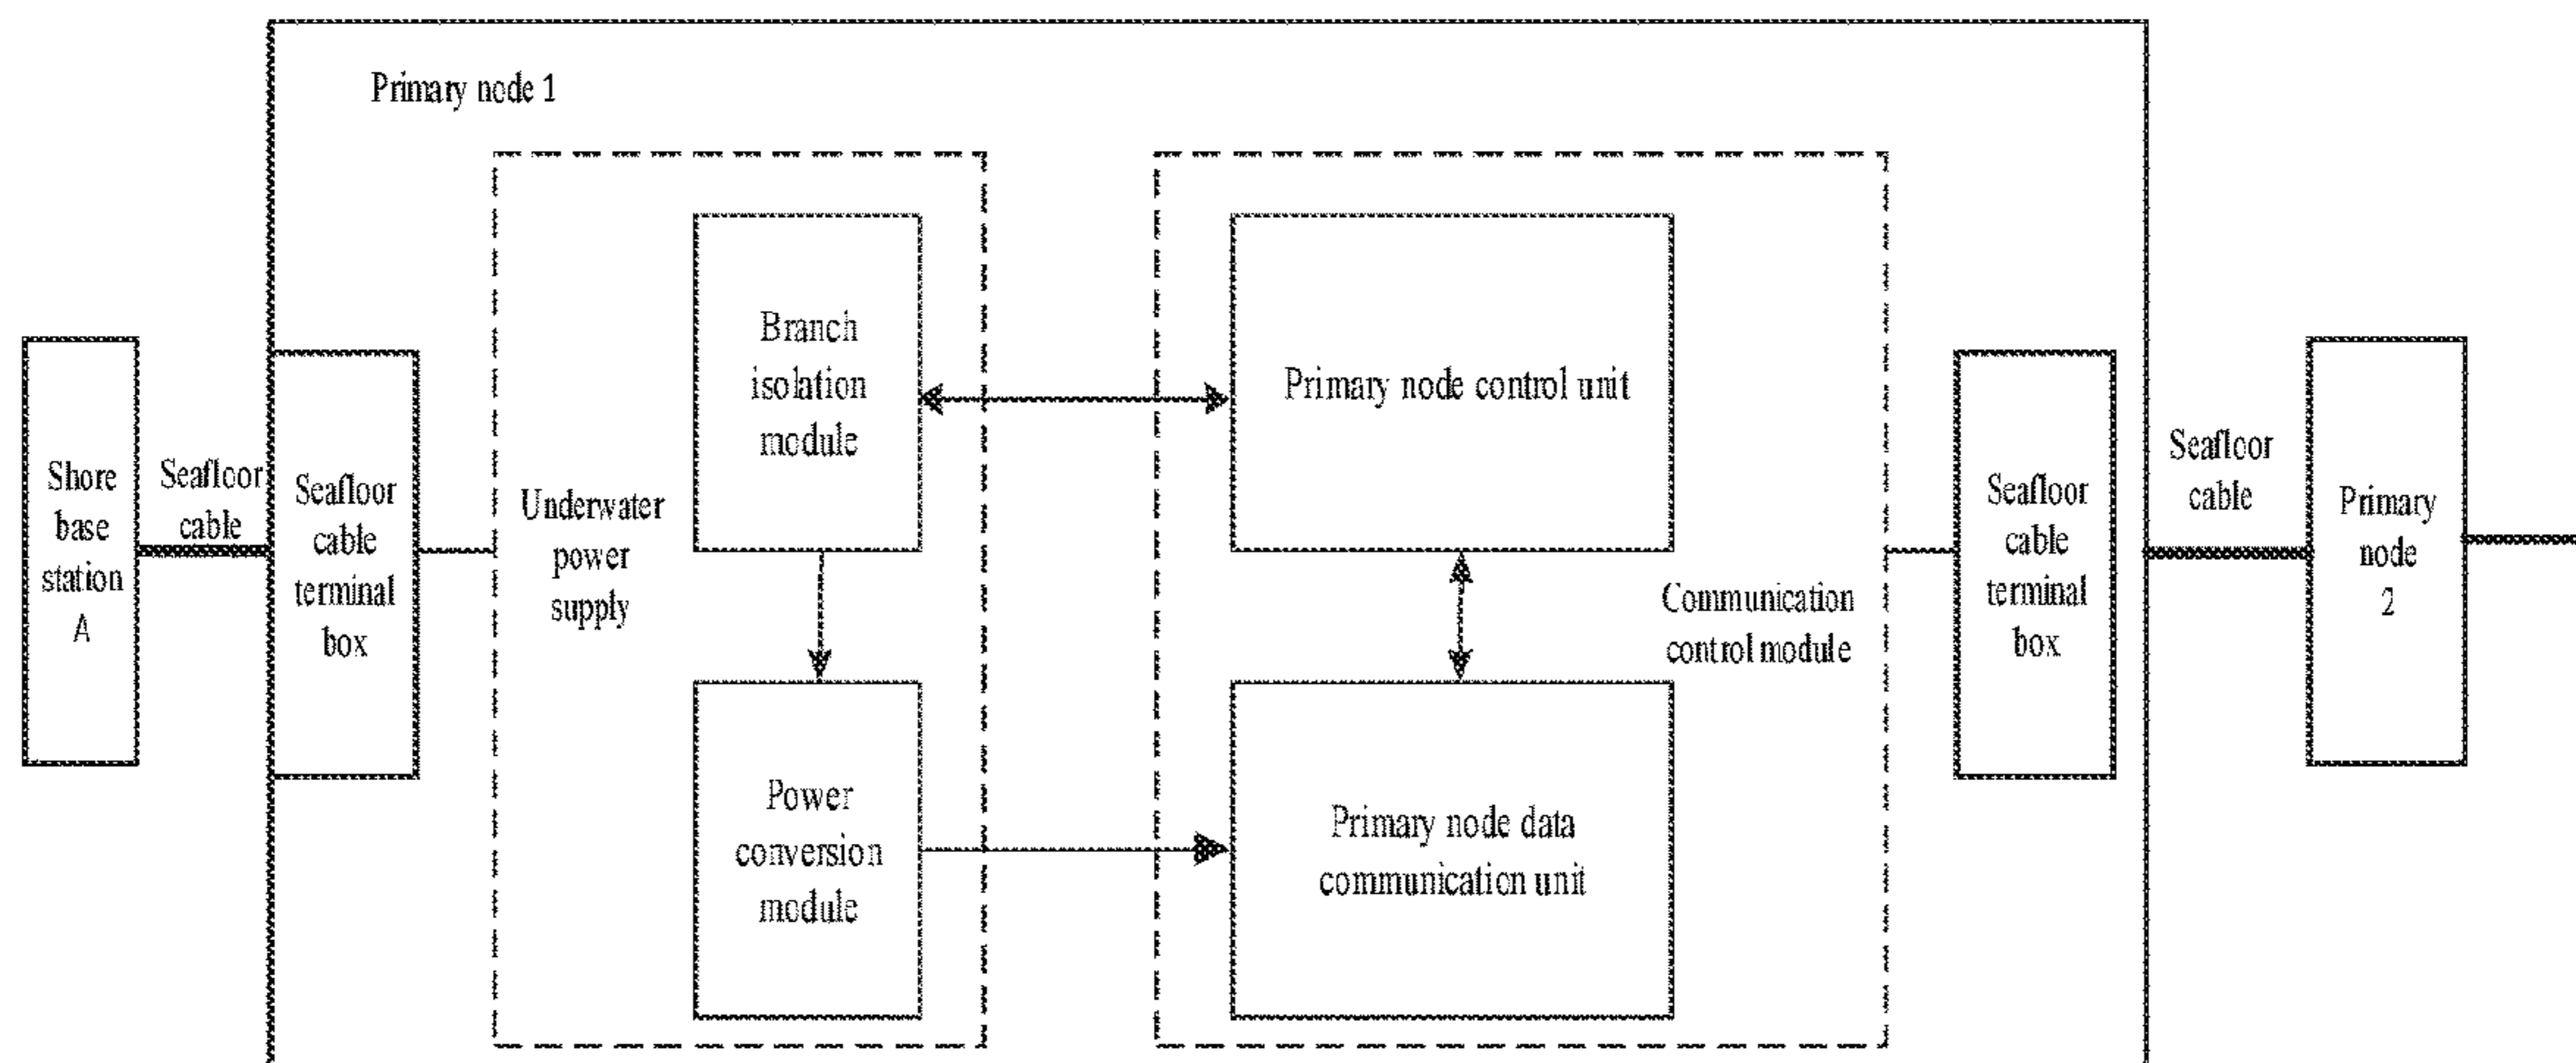 Primary node 1
Shore
base
station
A
Seafloor
cable
Seafloor
cable
terminal
box
Underwater
power
supply
Branch
isolation
module
Power
conversion
module
Primary node control unit
Primary node data
communication unit
Communication
control module
Seafloor
cable
terminal
box
Seafloor
cable
Primary
node
2